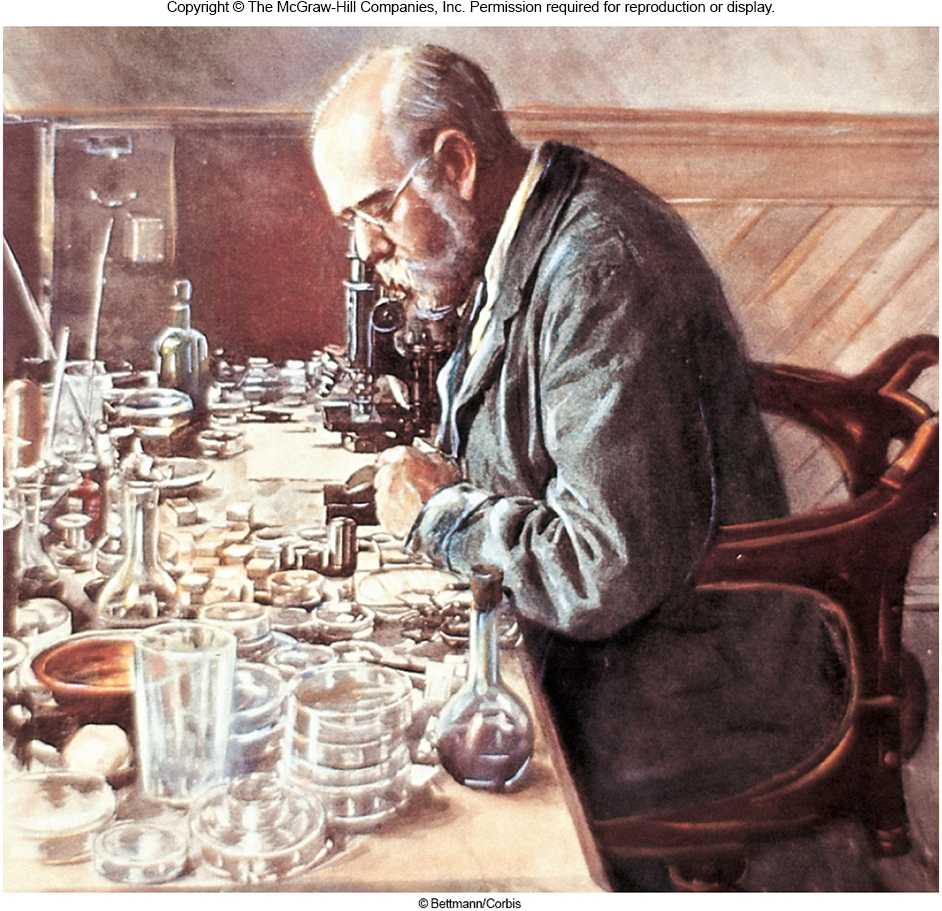 Copyright © The McGraw-Hill Companies, Inc. Permission required for reproduction or display.
© Bettmann/Corbis